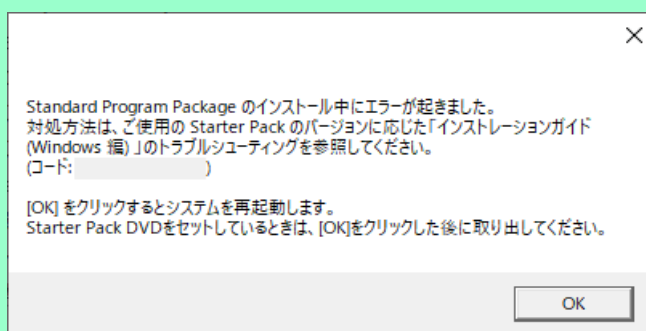 Standard Program Package のインストール中にエラーが起きました。
対処方法は、ご使用の Starter Pack のバージョンに応じた「インストレーションガイド
(Windows 編) 」のトラブルシューティングを参照してください。
(コード: )
[OK] をクリックするとシステムを再起動します。
Starter Pack DVDをセットしているときは、[OK]をクリックした後に取り出してください。
OK